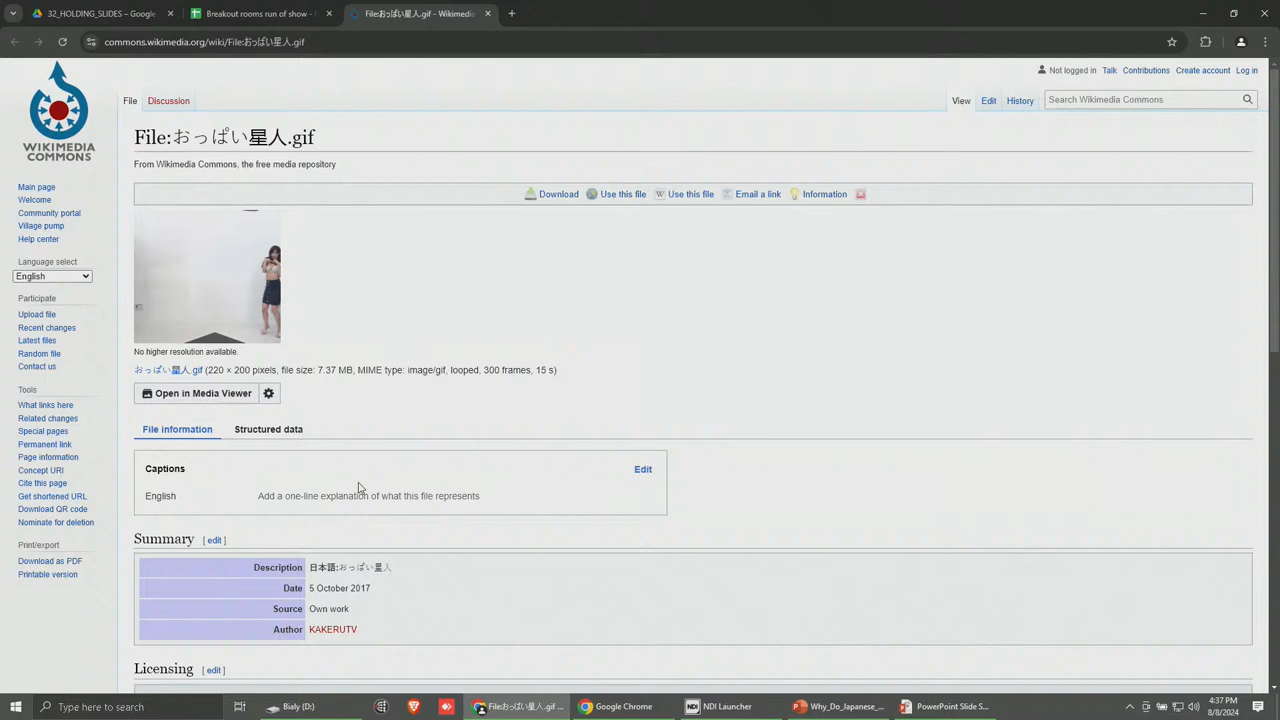 32_HOLDING_SLIDES – Google
Breakout rooms run of show -
File:おっぱい星人.gif - Wikimedi
commons.wikimedia.org/wiki/File:おっぱい星人.gif
Not logged in Talk Contributions Create account Log in
File Discussion View Edit History Search Wikimedia Commons
WIKIMEDIA
COMMONS
File:おっぱい星人.gif
From Wikimedia Commons, the free media repository
Download Use this file W Use this file Email a link Information
Main page
Welcome
Community portal
Village pump
Help center
Language select
English
Participate
Upload file
Recent changes
Latest files
Random file
Contact us
Tools
What links here
Related changes
Special pages
Permanent link
Page information
Concept URI
Cite this page
Get shortened URL
Download QR code
Nominate for deletion
Print/export
Download as PDF
Printable version
No higher resolution available.
おっぱい星人.gif (220 × 200 pixels, file size: 7.37 MB, MIME type: image/gif, looped, 300 frames, 15 s)
Open in Media Viewer
File information Structured data
Captions Edit
English Add a one-line explanation of what this file represents
Summary [ edit ]
Description 日本語:おっぱい星人
Date 5 October 2017
Source Own work
Author KAKERUTV
Licensing [ edit ]
Type here to search
Bialy (D:)
File:おっぱい星人.gif ...
Google Chrome
NDI Launcher
Why_Do_Japanese_...
PowerPoint Slide S...
4:37 PM
8/8/2024